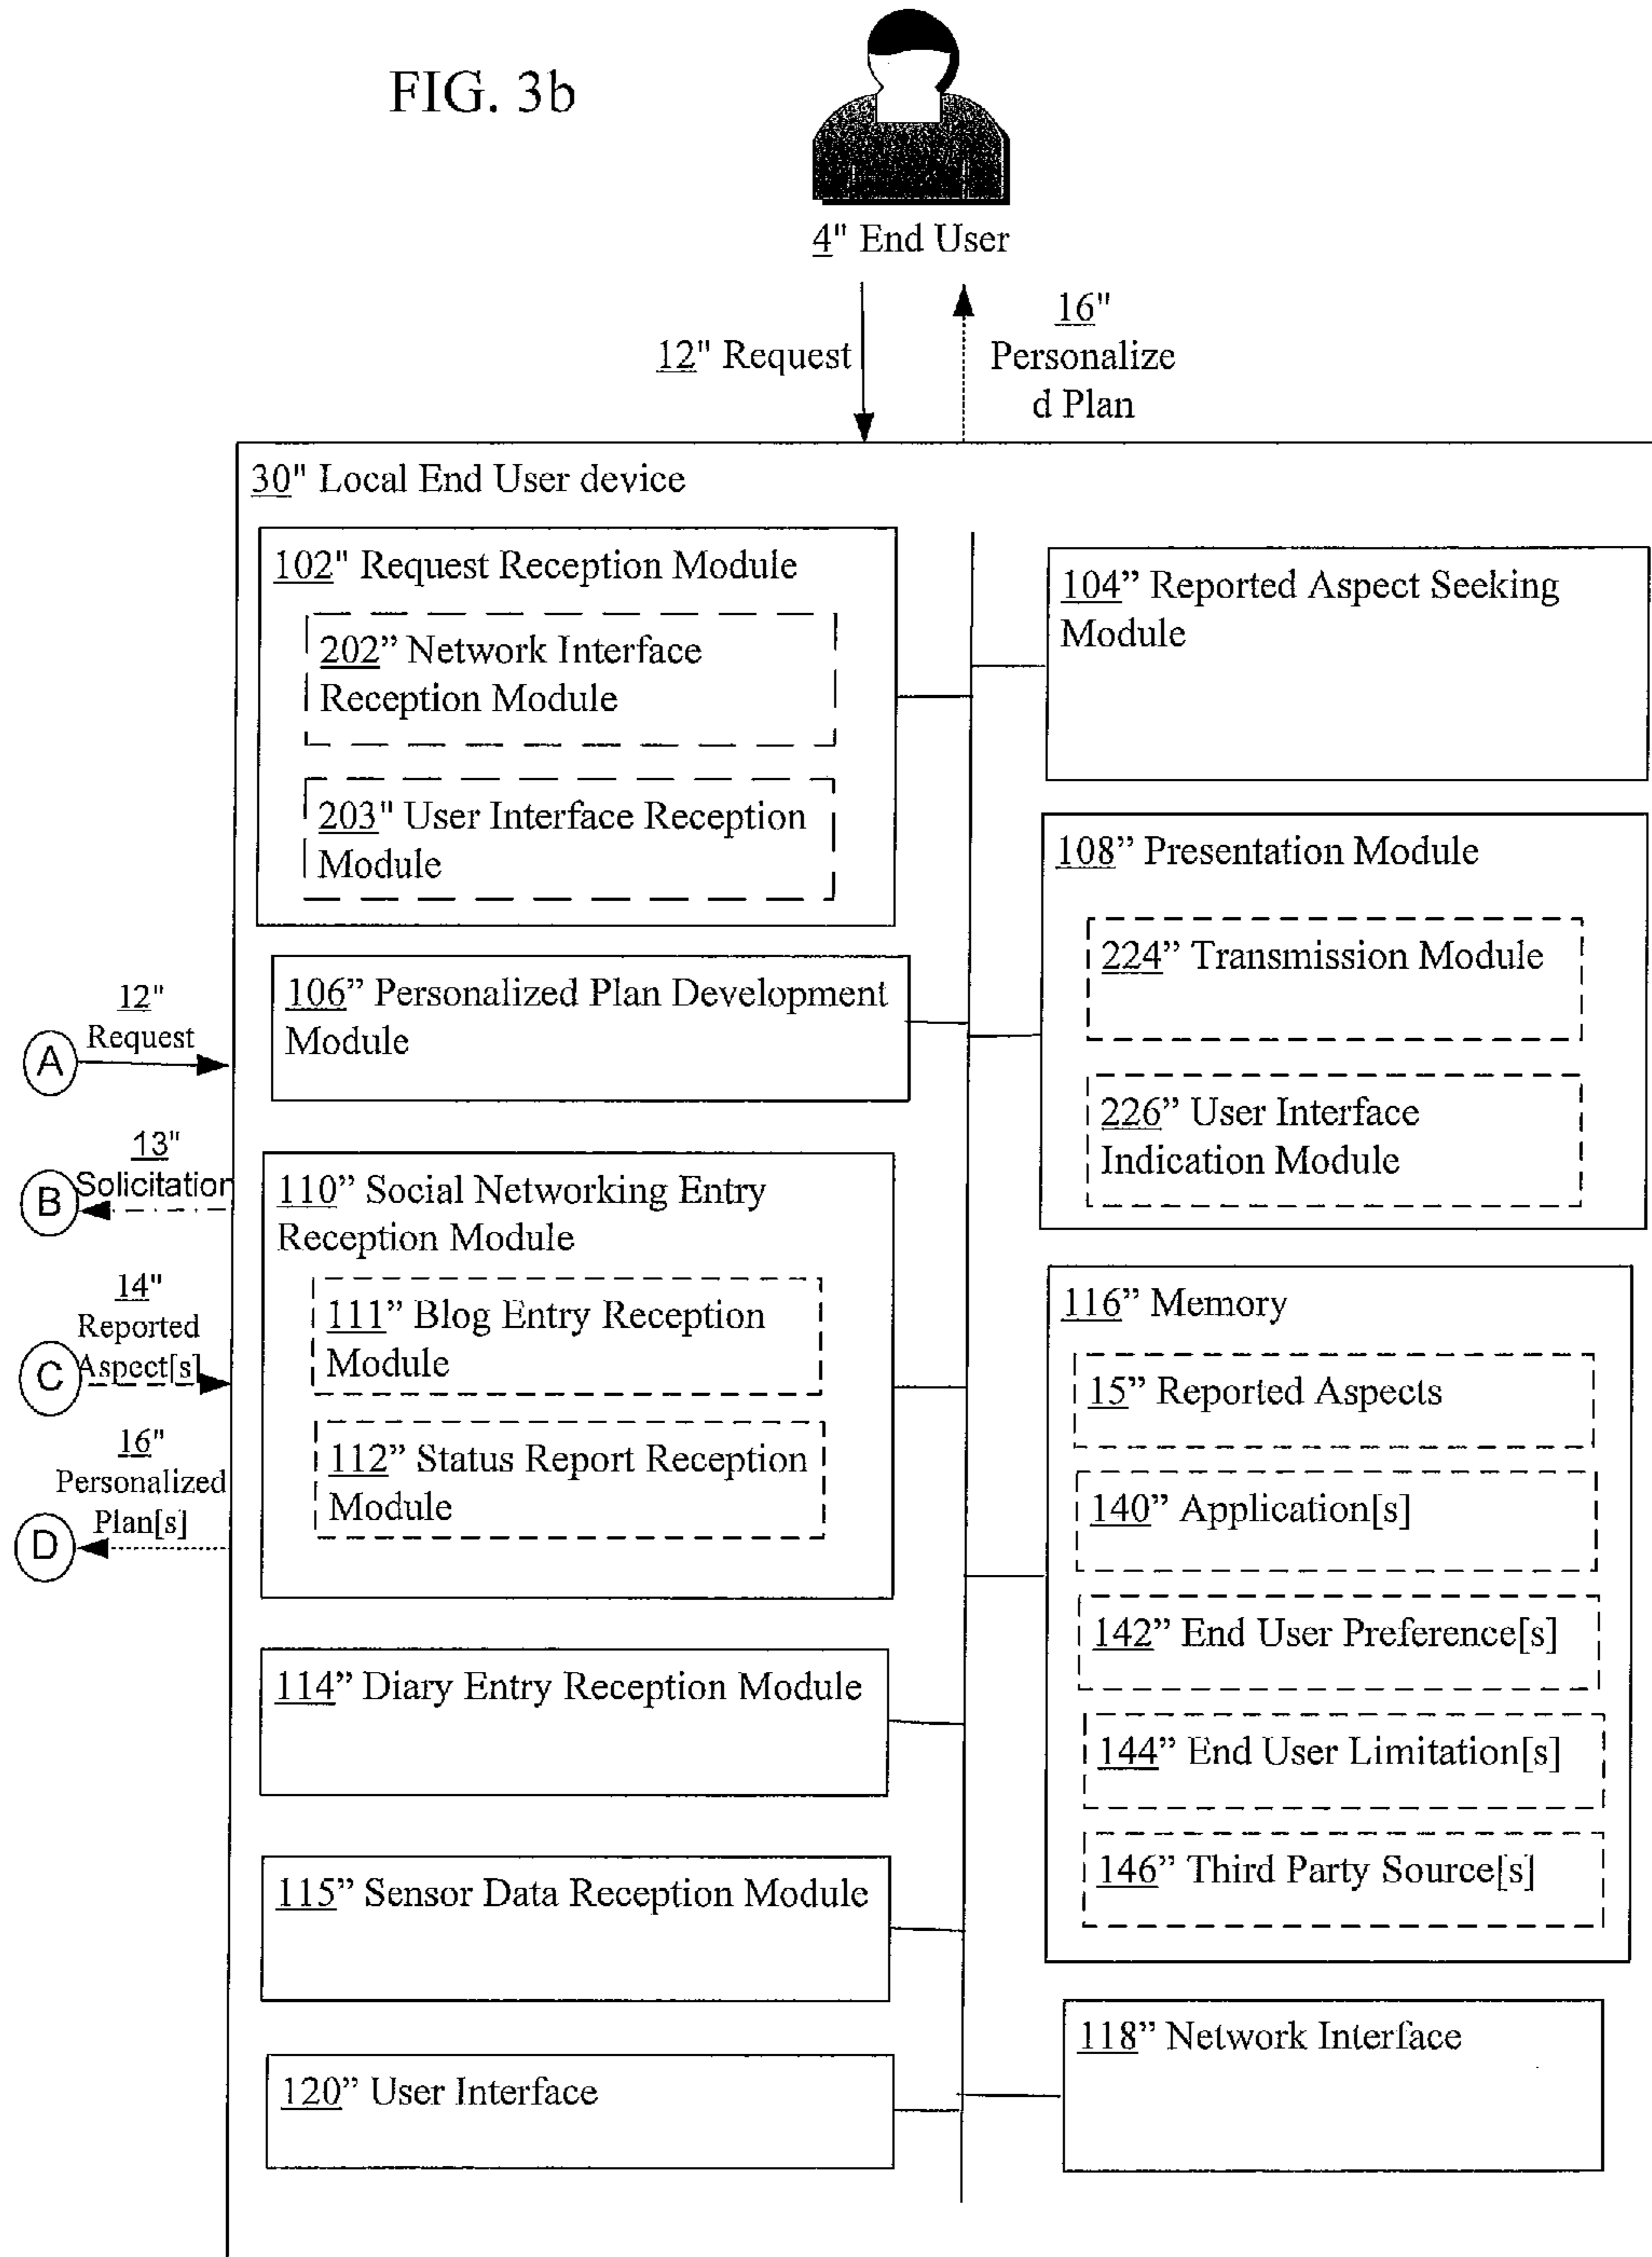 FIG. 3b
4" End User
12" Request
16"
Personalize
d Plan
30" Local End User device
102" Request Reception Module
202” Network Interface
Reception Module
203" User Interface Reception
Module
104” Reported Aspect Seeking
Module
108” Presentation Module
224” Transmission Module
226” User Interface
Indication Module
106” Personalized Plan Development
Module
12"
Request
A
13"
Solicitation
B
14"
Reported
Aspect[s]
C
16"
Personalized
Plan[s]
D
110” Social Networking Entry
Reception Module
111” Blog Entry Reception
Module
112” Status Report Reception
Module
116” Memory
15” Reported Aspects
140” Application[s]
142” End User Preference[s]
144” End User Limitation[s]
146” Third Party Source[s]
114” Diary Entry Reception Module
115” Sensor Data Reception Module
120” User Interface
118” Network Interface